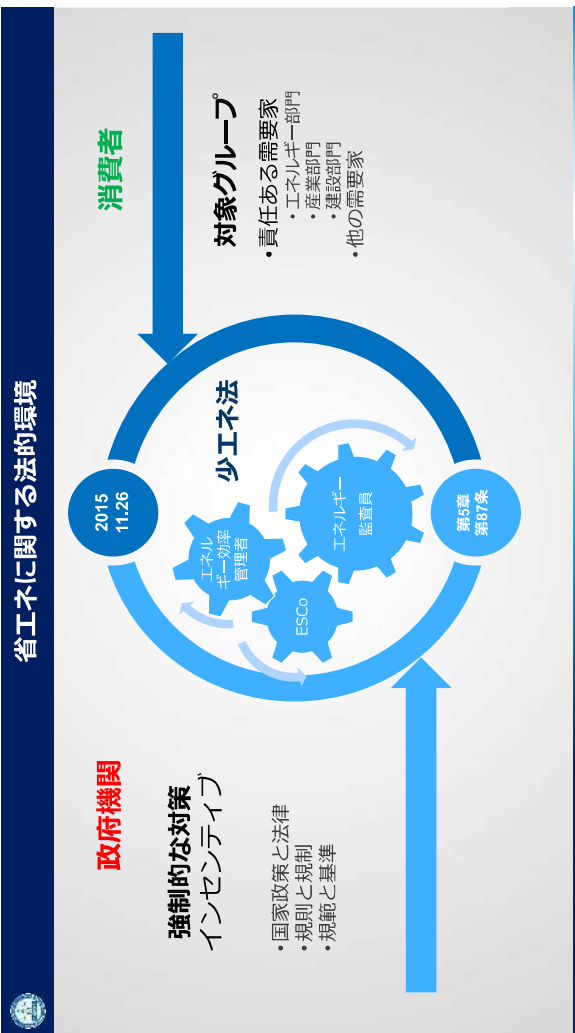 省エネに関する法的環境
政府機関
強制的な対策
インセンティブ
・国家政策と法律
・規則と規制
・規範と基準
2015
11.26
少エネ法
エネル
ギー効率
管理者
ESCo
エネルギー
監査員
第5章
第87条
消費者
対象グループ
・責任ある需要家
・エネルギー部門
・産業部門
・建設部門
・他の需要家